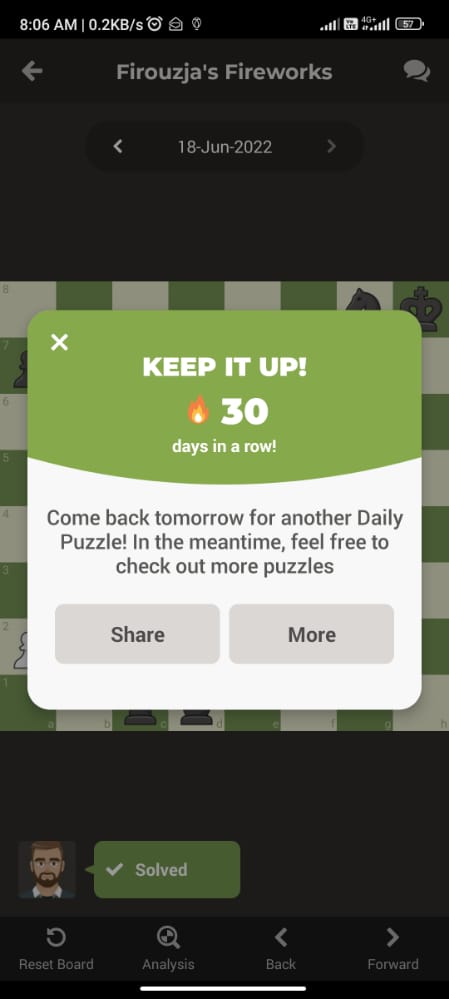 8:06 AM | 0.2KB/s
4G+
57
Firouzja's Fireworks
18-Jun-2022
8
7
6
5
4
3
2
1
KEEP IT UP!
30
days in a row!
Come back tomorrow for another Daily
Puzzle! In the meantime, feel free to
check out more puzzles
Share More
a b c d e f g h
Solved
Reset Board Analysis Back Forward